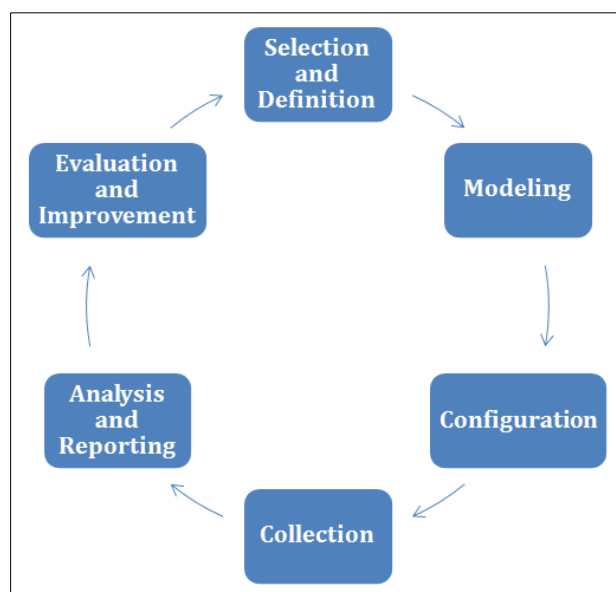 Selection
and
Definition
Modeling
Configuration
Collection
Analysis
and
Reporting
Evaluation
and
Improvement